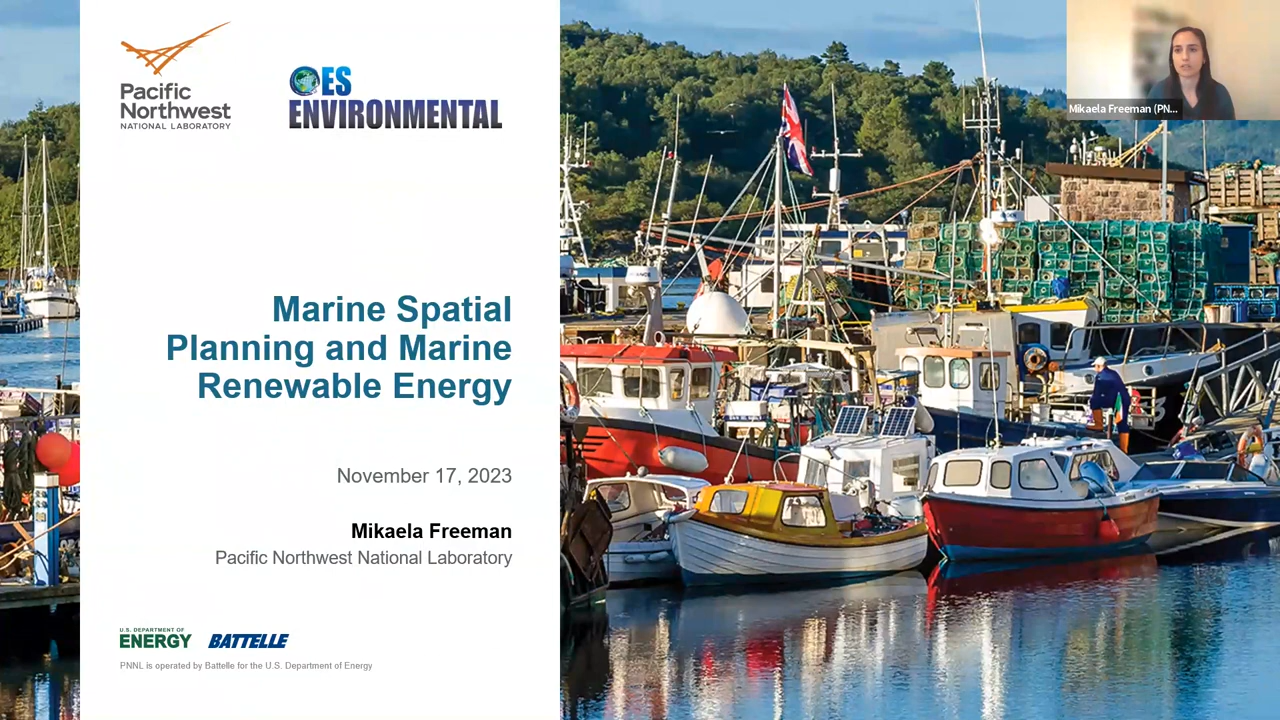 Pacific
Northwest
NATIONAL LABORATORY
OES
ENVIRONMENTAL
Mikaela Freeman (PN...
Marine Spatial
Planning and Marine
Renewable Energy
November 17, 2023
Mikaela Freeman
Pacific Northwest National Laboratory
U.S. DEPARTMENT OF
ENERGY
BATTELLE
PNNL is operated by Battelle for the U.S. Department of Energy